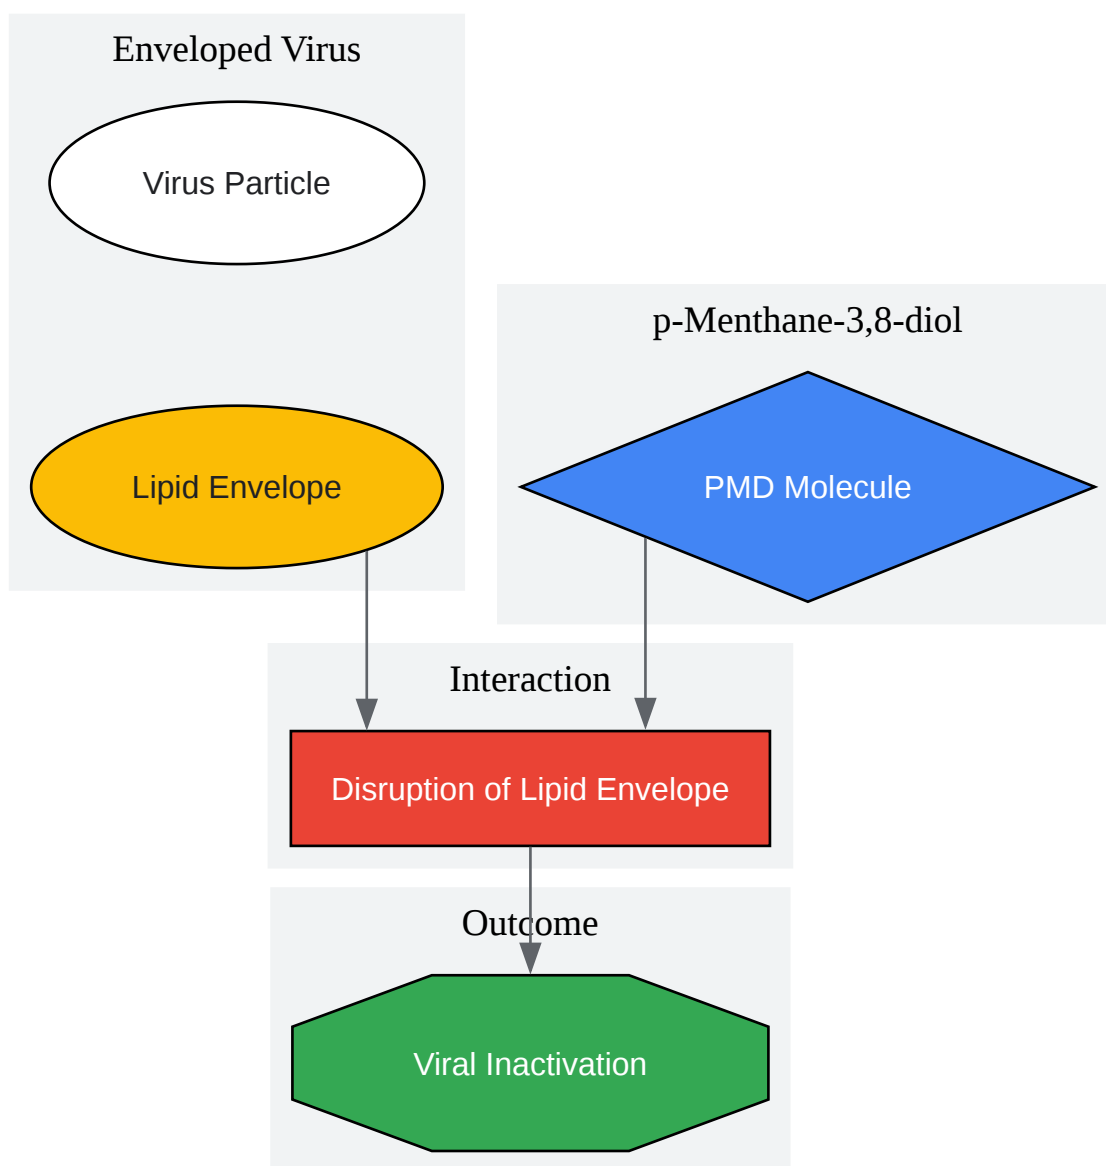 Enveloped Virus
Virus Particle
Lipid Envelope
p-Menthane-3,8-diol
PMD Molecule
Interaction
Disruption of Lipid Envelope
Outcome
Viral Inactivation